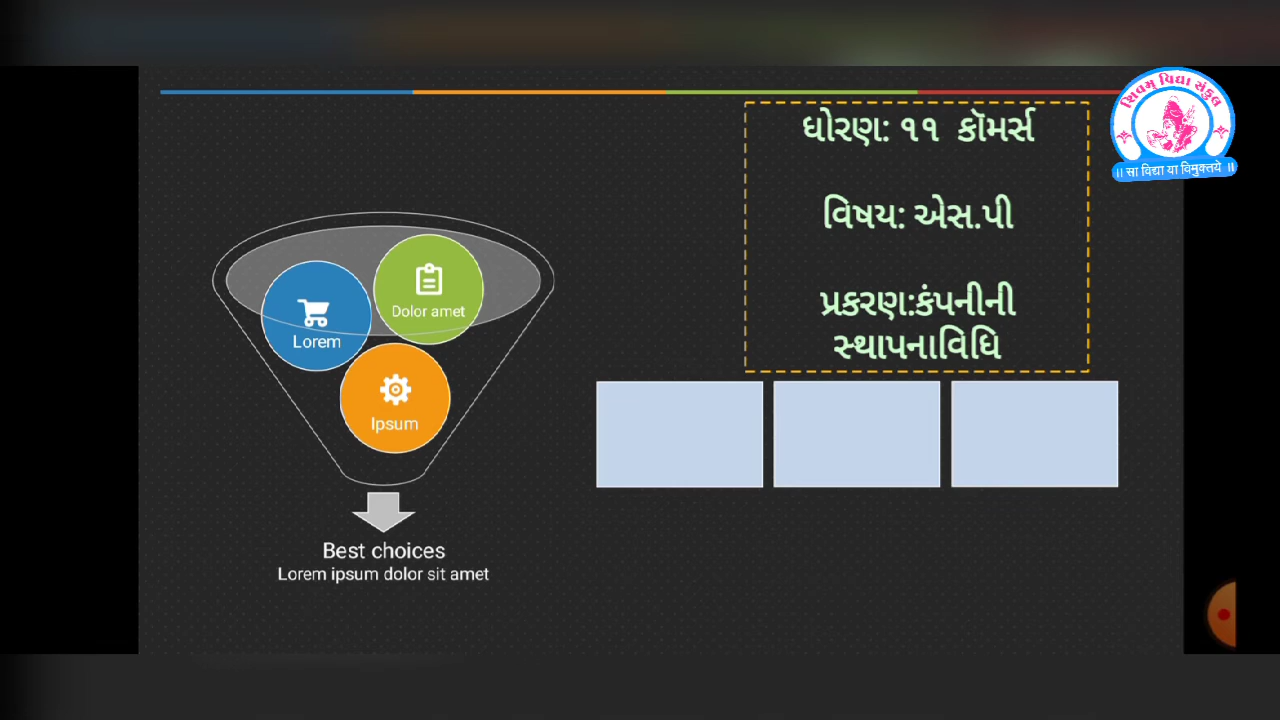 ધોરણ: ૧૧ કૉમર્સ
વિષય: એસ.પી
પ્રકરણ:કંપનીની
સ્થાપનાવિધિ
શિવમ્ વિદ્યા સંકુલ
॥ सा विद्या या विमुक्तये ॥
Dolor amet
Lorem
Ipsum
Best choices
Lorem ipsum dolor sit amet